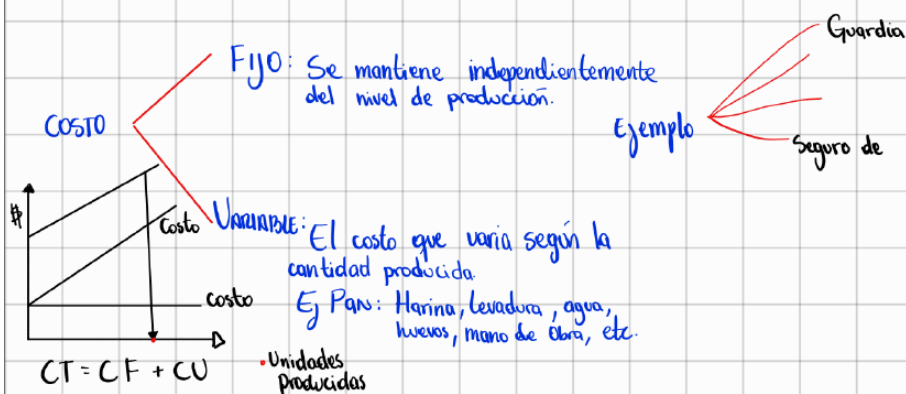 COSTO
FIJO: Se mantiene independientemente
del nivel de producción.
Ejemplo
Guardia
Seguro de
VARIABLE: El costo que varia según la
cantidad producida.
Ej PAN: Harina, levadura, agua,
huevos, mano de obra, etc.
$
Costo
costo
CT = CF + CU
Unidades
Producidas